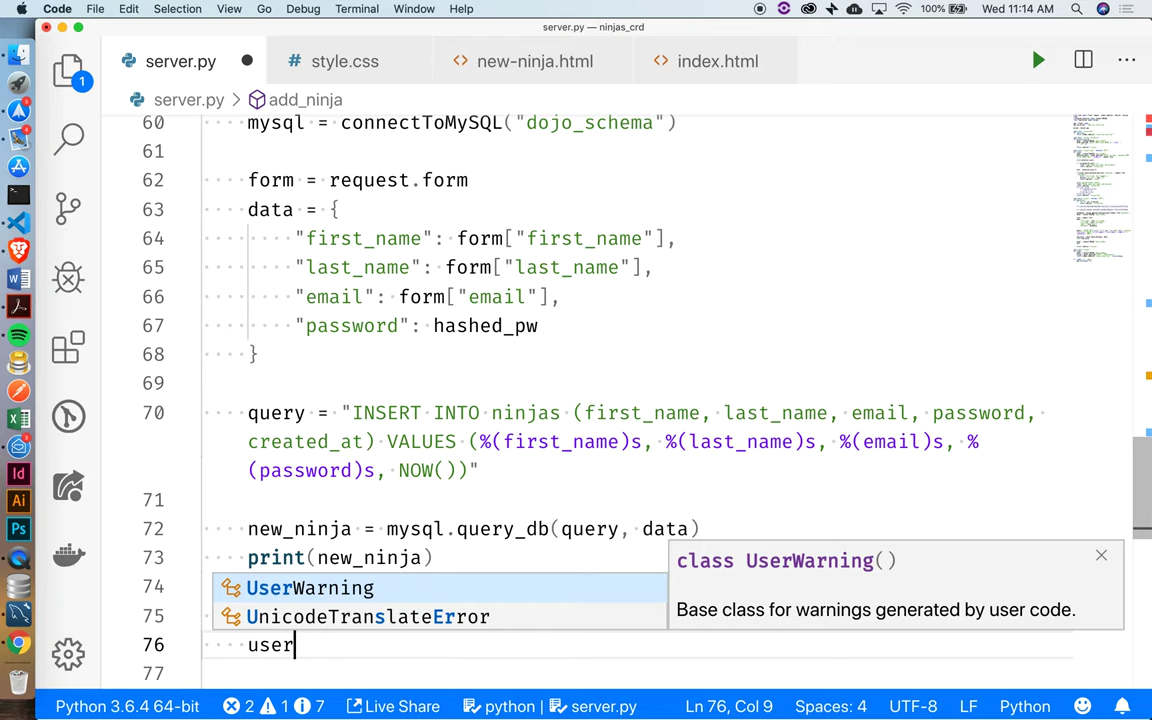 Code File Edit Selection View Go Debug Terminal Window Help 100% Wed 11:14 AM
server.py — ninjas_crd
server.py style.css new-ninja.html index.html
server.py > add_ninja
1
60 mysql = connectToMySQL("dojo_schema")
61
62 form = request.form
63 data = {
64 "first_name": form["first_name"],
65 "last_name": form["last_name"],
66 "email": form["email"],
67 "password": hashed_pw
68 }
69
70 query = "INSERT INTO ninjas (first_name, last_name, email, password,
created_at) VALUES (%(first_name)s, %(last_name)s, %(email)s, %
(password)s, NOW())"
71
72 new_ninja = mysql.query_db(query, data)
73 print(new_ninja)
74
UserWarning
75
UnicodeTranslateError
76 user
77
class UserWarning()
Base class for warnings generated by user code.
Python 3.6.4 64-bit 2 1 7 Live Share python | server.py Ln 76, Col 9 Spaces: 4 UTF-8 LF Python
W
X
Id
Ai
Ps